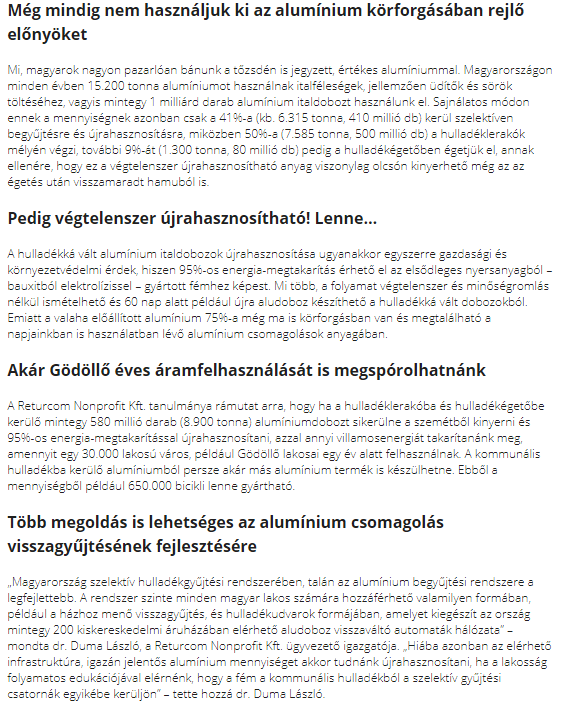 Még mindig nem használjuk ki az alumínium körforgásában rejlő
előnyöket
Mi, magyarok nagyon pazarlóan bánunk a tőzsdén is jegyzett, értékes alumíniummal. Magyarországon
minden évben 15.200 tonna alumíniumot használnak italféleségek, jellemzően üdítők és sörök
töltéséhez, vagyis mintegy 1 milliárd darab alumínium italdobozt használunk el. Sajnálatos módon
ennek a mennyiségnek azonban csak a 41%-a (kb. 6.315 tonna, 410 millió db) kerül szelektíven
begyűjtésre és újrahasznosításra, miközben 50%-a (7.585 tonna, 500 millió db) a hulladéklerakók
mélyén végzi, további 9%-át (1.300 tonna, 80 millió db) pedig a hulladékégetőben égetjük el, annak
ellenére, hogy ez a végtelenszer újrahasznosítható anyag viszonylag olcsón kinyerhető még az az
égetés után visszamaradt hamuból is.
Pedig végtelenszer újrahasznosítható! Lenne...
A hulladékká vált alumínium italdobozok újrahasznosítása ugyanakkor egyszerre gazdasági és
környezetvédelmi érdek, hiszen 95%-os energia-megtakarítás érhető el az elsődleges nyersanyagból –
bauxitból elektrolízissel – gyártott fémhez képest. Mi több, a folyamat végtelenszer és minőségromlás
nélkül ismételhető és 60 nap alatt például újra aludoboz készíthető a hulladékká vált dobozokból.
Emiatt a valaha előállított alumínium 75%-a még ma is körforgásban van és megtalálható a
napjainkban is használatban lévő alumínium csomagolások anyagában.
Akár Gödöllő éves áramfelhasználását is megspórolhatnánk
A Returcom Nonprofit Kft. tanulmánya rámutat arra, hogy ha a hulladéklerakóba és hulladékégetőbe
kerülő mintegy 580 millió darab (8.900 tonna) alumíniumdobozt sikerülne a szemétből kinyerni és
95%-os energia-megtakarítással újrahasznosítani, azzal annyi villamosenergiát takarítanánk meg,
amennyit egy 30.000 lakosú város, például Gödöllő lakosai egy év alatt felhasználnak. A kommunális
hulladékba kerülő alumíniumból persze akár más alumínium termék is készülhetne. Ebből a
mennyiségből például 650.000 bicikli lenne gyártható.
Több megoldás is lehetséges az alumínium csomagolás
visszagyűjtésének fejlesztésére
„Magyarország szelektív hulladékgyűjtési rendszerében, talán az alumínium begyűjtési rendszere a
legfejlettebb. A rendszer szinte minden magyar lakos számára hozzáférhető valamilyen formában,
például a házhoz menő visszagyűjtés, és hulladékudvarok formájában, amelyet kiegészít az ország
mintegy 200 kiskereskedelmi áruházában elérhető aludoboz visszaváltó automaták hálózata” –
mondta dr. Duma László, a Returcom Nonprofit Kft. ügyvezető igazgatója. „Hiába azonban az elérhető
infrastruktúra, igazán jelentős alumínium mennyiséget akkor tudnánk újrahasznosítani, ha a lakosság
folyamatos edukációjával elérnénk, hogy a fém a kommunális hulladékból a szelektív gyűjtési
csatornák egyikébe kerüljön” – tette hozzá dr. Duma László.